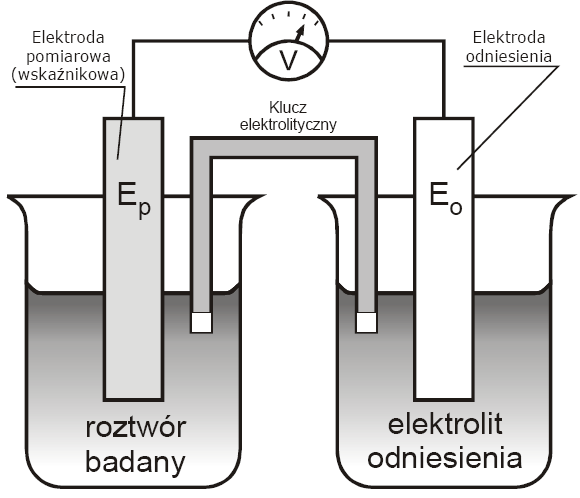 Elektroda
pomiarowa
(wskaźnikowa)
V
Elektroda
odniesienia
Klucz
elektrolityczny
Ep
Eo
roztwór
badany
elektrolit
odniesienia